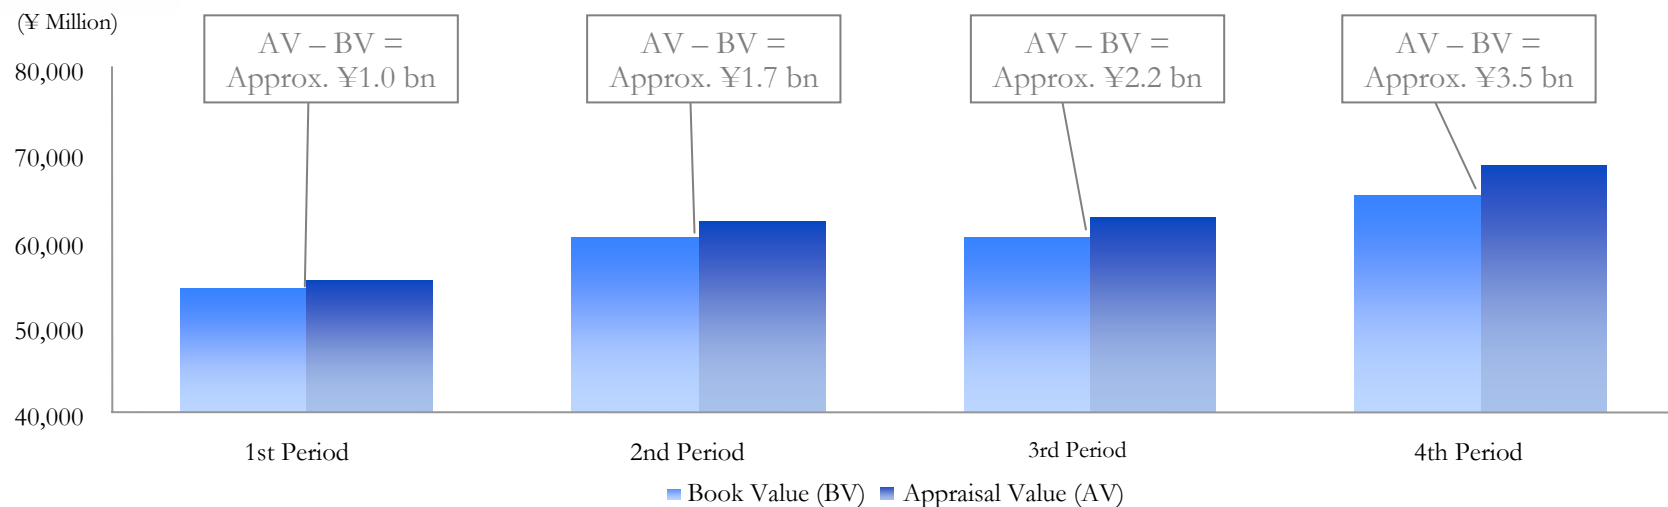 (¥ Million)
AV – BV =
Approx. ¥1.0 bn
AV – BV =
Approx. ¥1.7 bn
AV – BV =
Approx. ¥2.2 bn
AV – BV =
Approx. ¥3.5 bn
80,000
70,000
60,000
50,000
40,000
1st Period
2nd Period
3rd Period
4th Period
Book Value (BV)
Appraisal Value (AV)